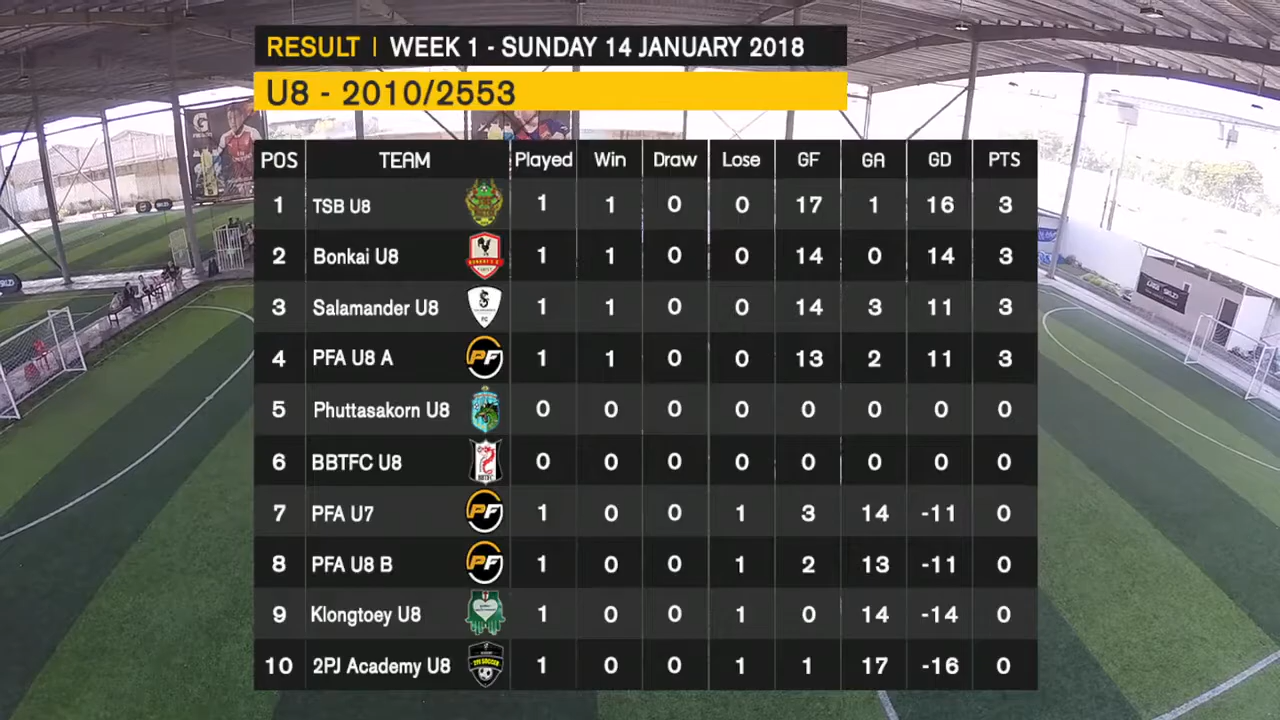 RESULT | WEEK 1 - SUNDAY 14 JANUARY 2018
U8 - 2010/2553
POS TEAM Played Win Draw Lose GF GA GD PTS
1 TSB U8 1 1 0 0 17 1 16 3
2 Bonkai U8 1 1 0 0 14 0 14 3
3 Salamander U8 1 1 0 0 14 3 11 3
4 PFA U8 A PF 1 1 0 0 13 2 11 3
5 Phuttasakorn U8 0 0 0 0 0 0 0 0
6 BBTFC U8 BBTFC 0 0 0 0 0 0 0 0
7 PFA U7 PF 1 0 0 1 3 14 -11 0
8 PFA U8 B PF 1 0 0 1 2 13 -11 0
9 Klongtoey U8 1 0 0 1 0 14 -14 0
10 2PJ Academy U8 1 0 0 1 1 17 -16 0